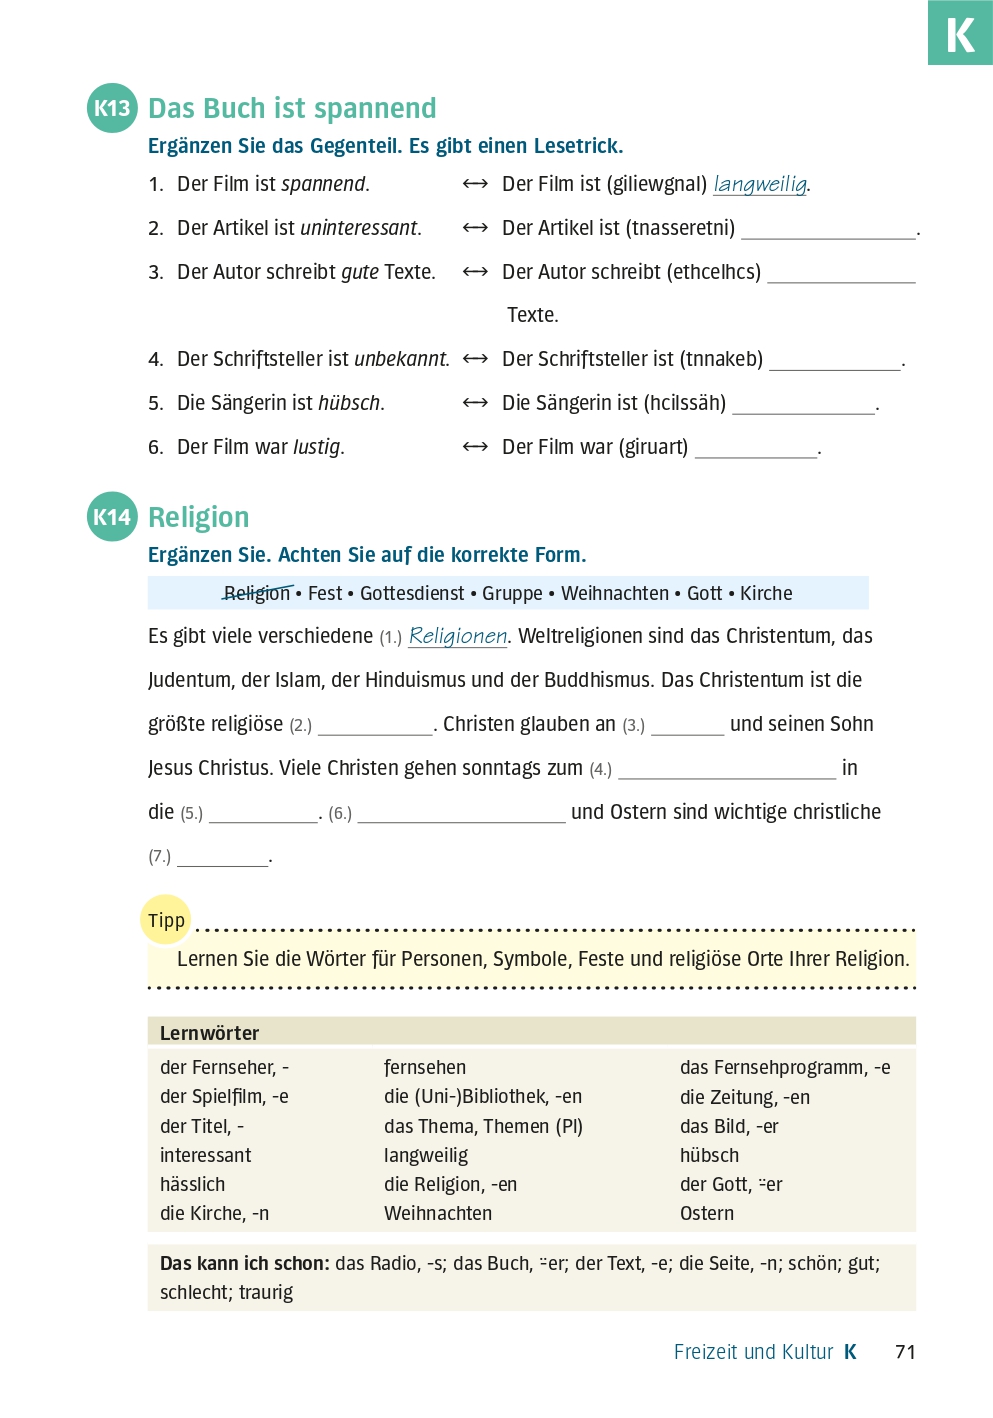 K
K13 Das Buch ist spannend
Ergänzen Sie das Gegenteil. Es gibt einen Lesetrick.
1. Der Film ist spannend. ↔ Der Film ist (giliewgnal) langweilig.
2. Der Artikel ist uninteressant. ↔ Der Artikel ist (tnasseretni) ________________.
3. Der Autor schreibt gute Texte. ↔ Der Autor schreibt (ethcelhcs) ______________
Texte.
4. Der Schriftsteller ist unbekannt. ↔ Der Schriftsteller ist (tnnakeb) ____________.
5. Die Sängerin ist hübsch. ↔ Die Sängerin ist (hcilssäh) _____________.
6. Der Film war lustig. ↔ Der Film war (giruart) ___________.
K14 Religion
Ergänzen Sie. Achten Sie auf die korrekte Form.
Religion • Fest • Gottesdienst • Gruppe • Weihnachten • Gott • Kirche
Es gibt viele verschiedene (1.) Religionen. Weltreligionen sind das Christentum, das
Judentum, der Islam, der Hinduismus und der Buddhismus. Das Christentum ist die
größte religiöse (2.) ___________. Christen glauben an (3.) _______ und seinen Sohn
Jesus Christus. Viele Christen gehen sonntags zum (4.) ____________________ in
die (5.) __________. (6.) ___________________ und Ostern sind wichtige christliche
(7.) ________.
Tipp
Lernen Sie die Wörter für Personen, Symbole, Feste und religiöse Orte Ihrer Religion.
Lernwörter
der Fernseher, - fernsehen das Fernsehprogramm, -e
der Spielfilm, -e die (Uni-)Bibliothek, -en die Zeitung, -en
der Titel, - das Thema, Themen (Pl) das Bild, -er
interessant langweilig hübsch
hässlich die Religion, -en der Gott, -̈er
die Kirche, -n Weihnachten Ostern
Das kann ich schon: das Radio, -s; das Buch, -̈er; der Text, -e; die Seite, -n; schön; gut;
schlecht; traurig
Freizeit und Kultur K 71